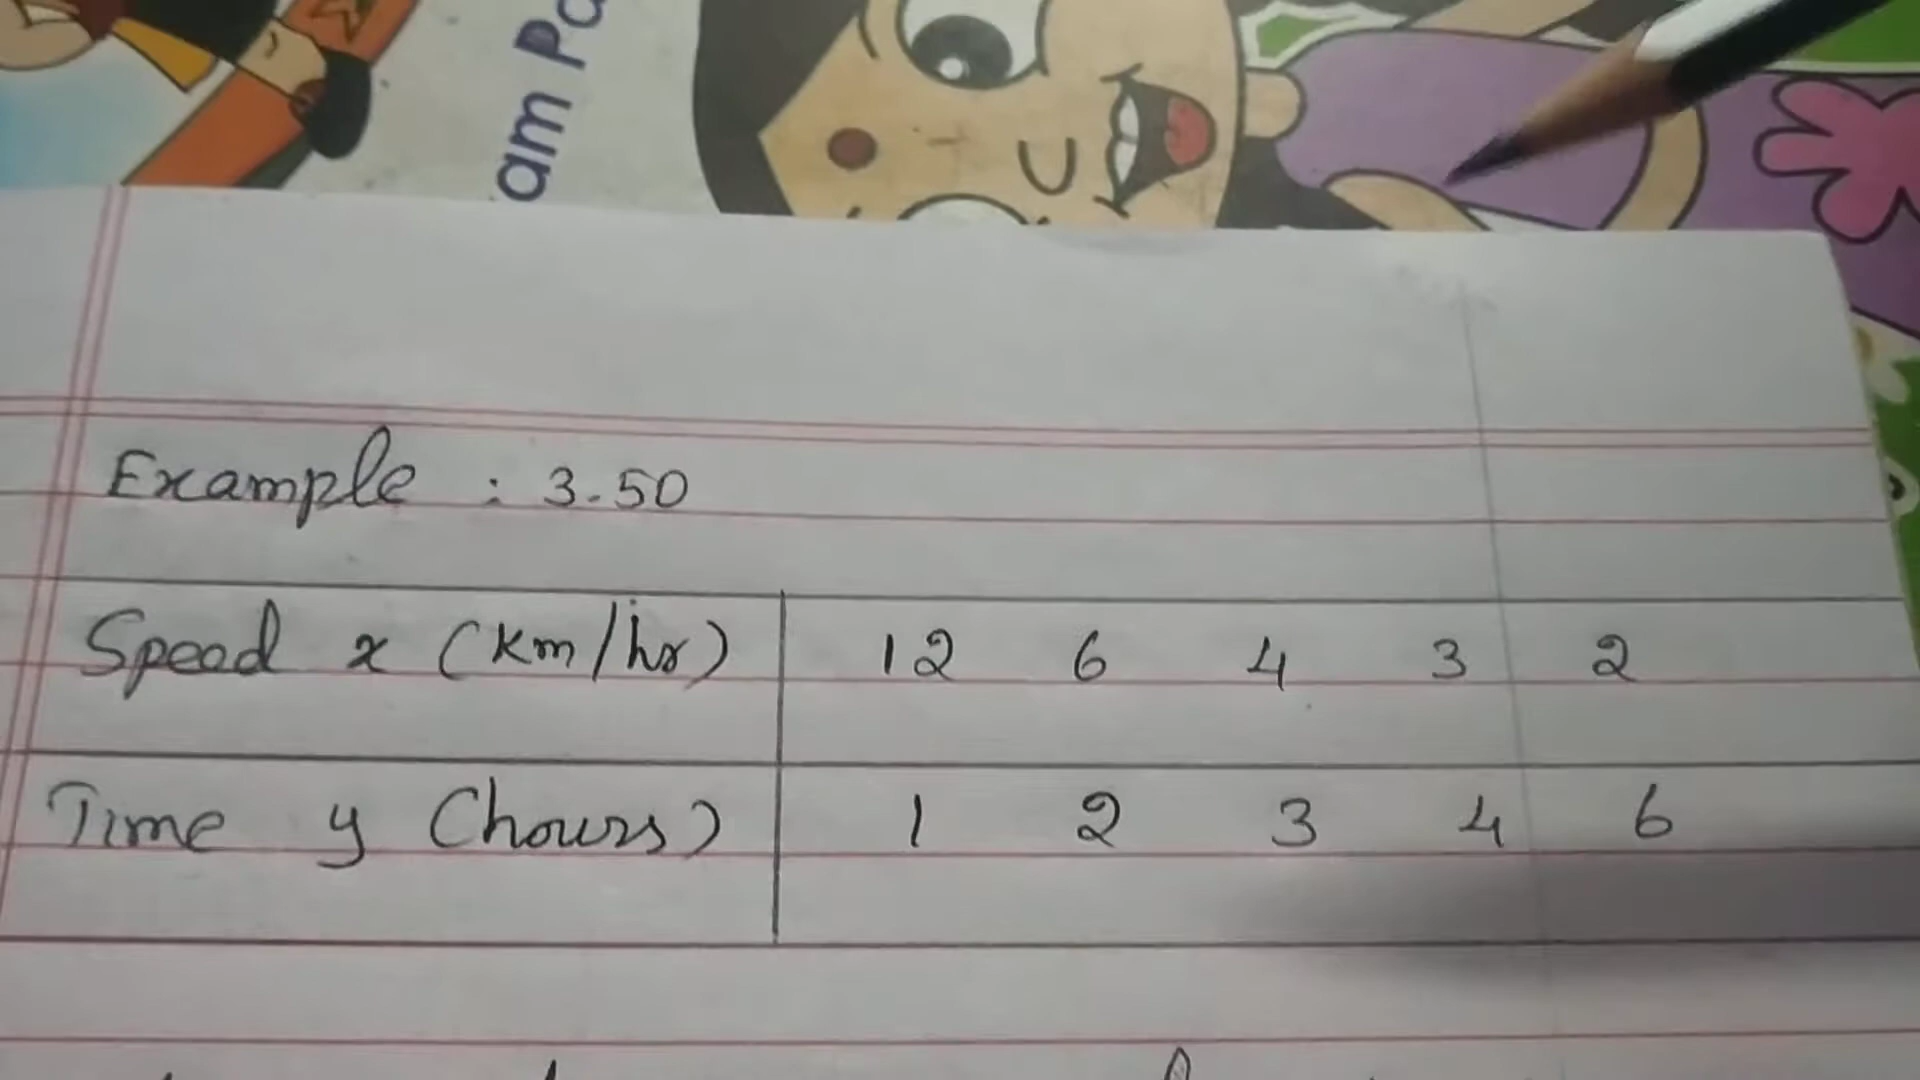 am
Example : 3.50
Speed x (km/hr) 12 6 4 3 2
Time y (hours) 1 2 3 4 6